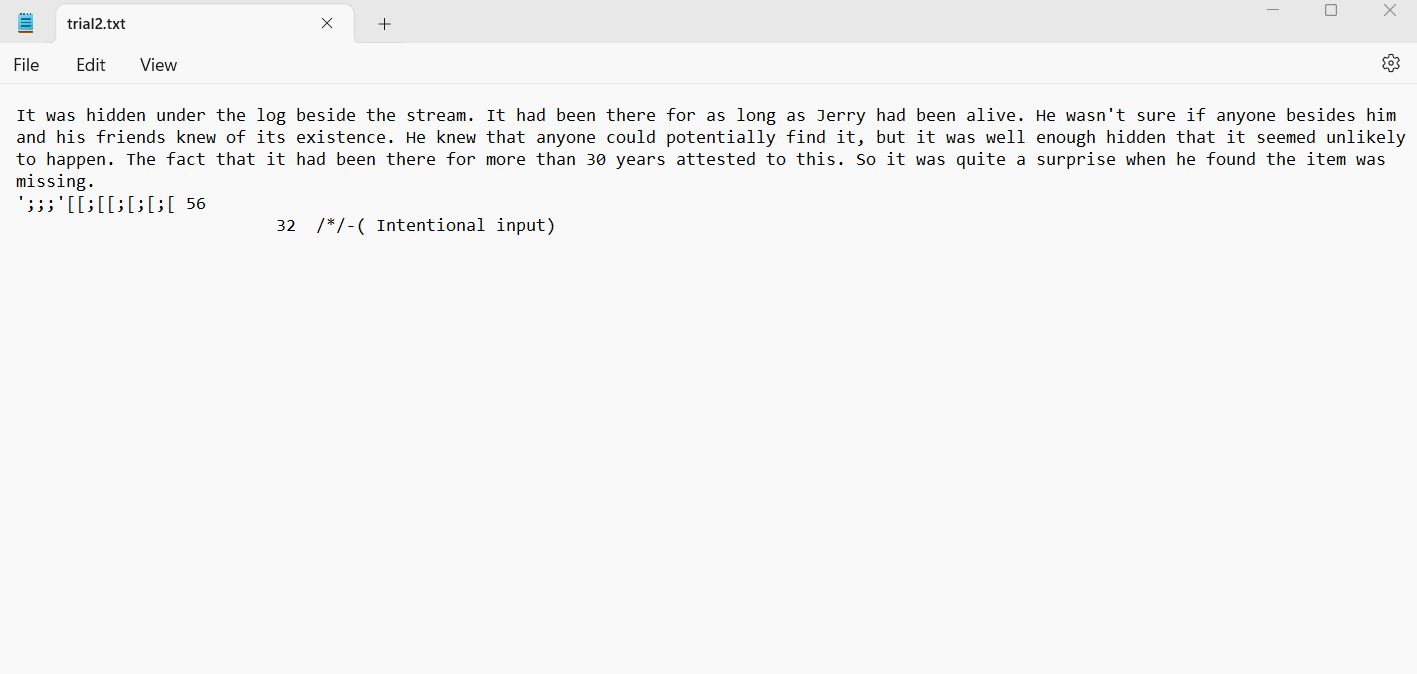 trial2.txt
File Edit View
It was hidden under the log beside the stream. It had been there for as long as Jerry had been alive. He wasn't sure if anyone besides him
and his friends knew of its existence. He knew that anyone could potentially find it, but it was well enough hidden that it seemed unlikely
to happen. The fact that it had been there for more than 30 years attested to this. So it was quite a surprise when he found the item was
missing.
';;;'[[;[[;[;[;[ 56
                          32  /*/-( Intentional input)